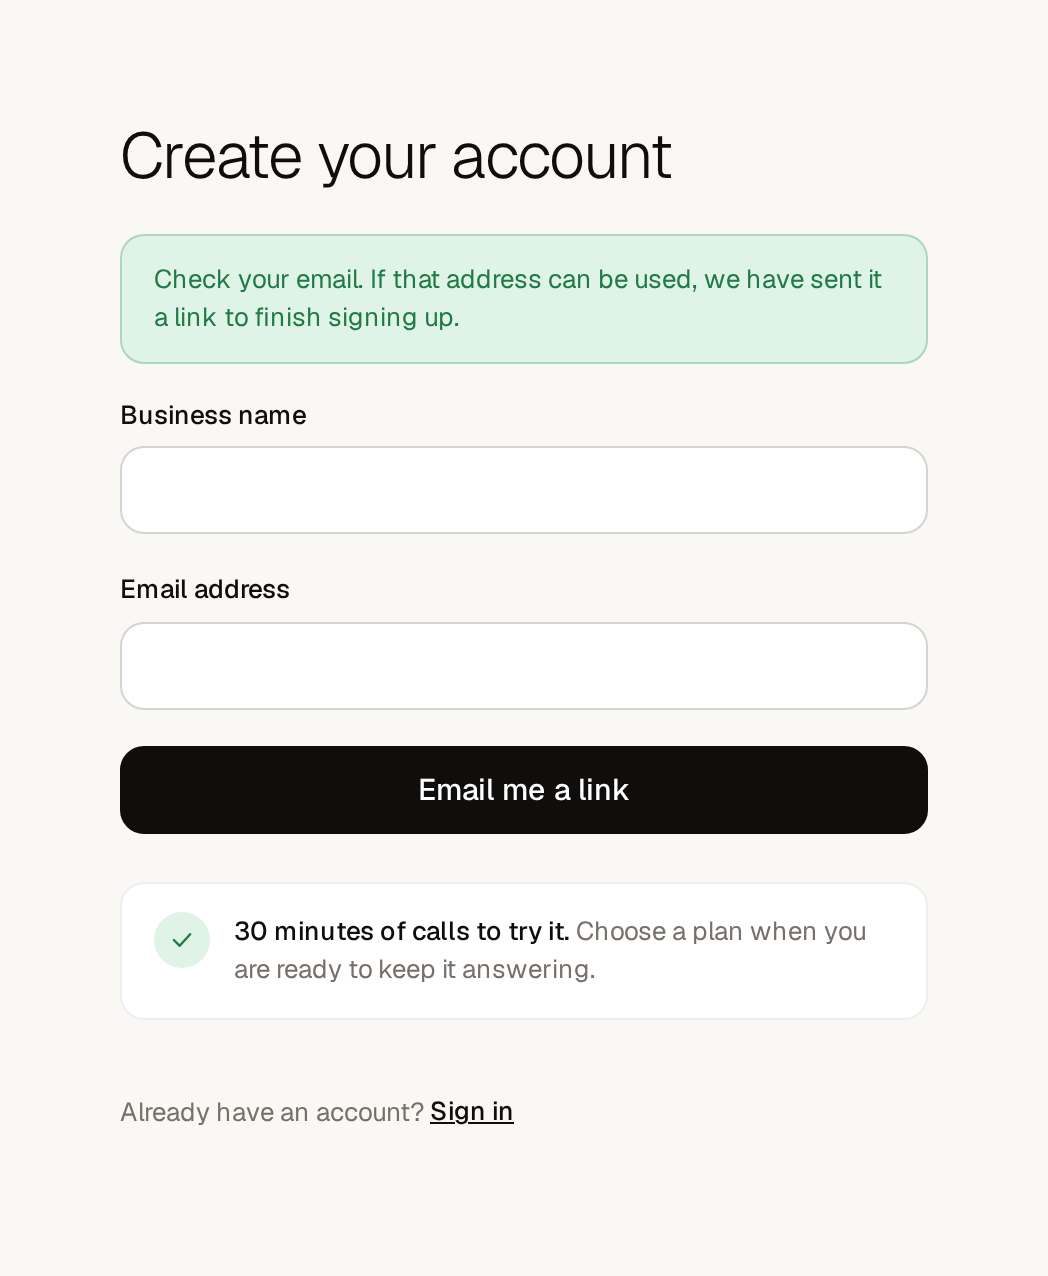 Create your account
Check your email. If that address can be used, we have sent it
a link to finish signing up.
Business name
Email address
Email me a link
30 minutes of calls to try it. Choose a plan when you
are ready to keep it answering.
Already have an account? Sign in